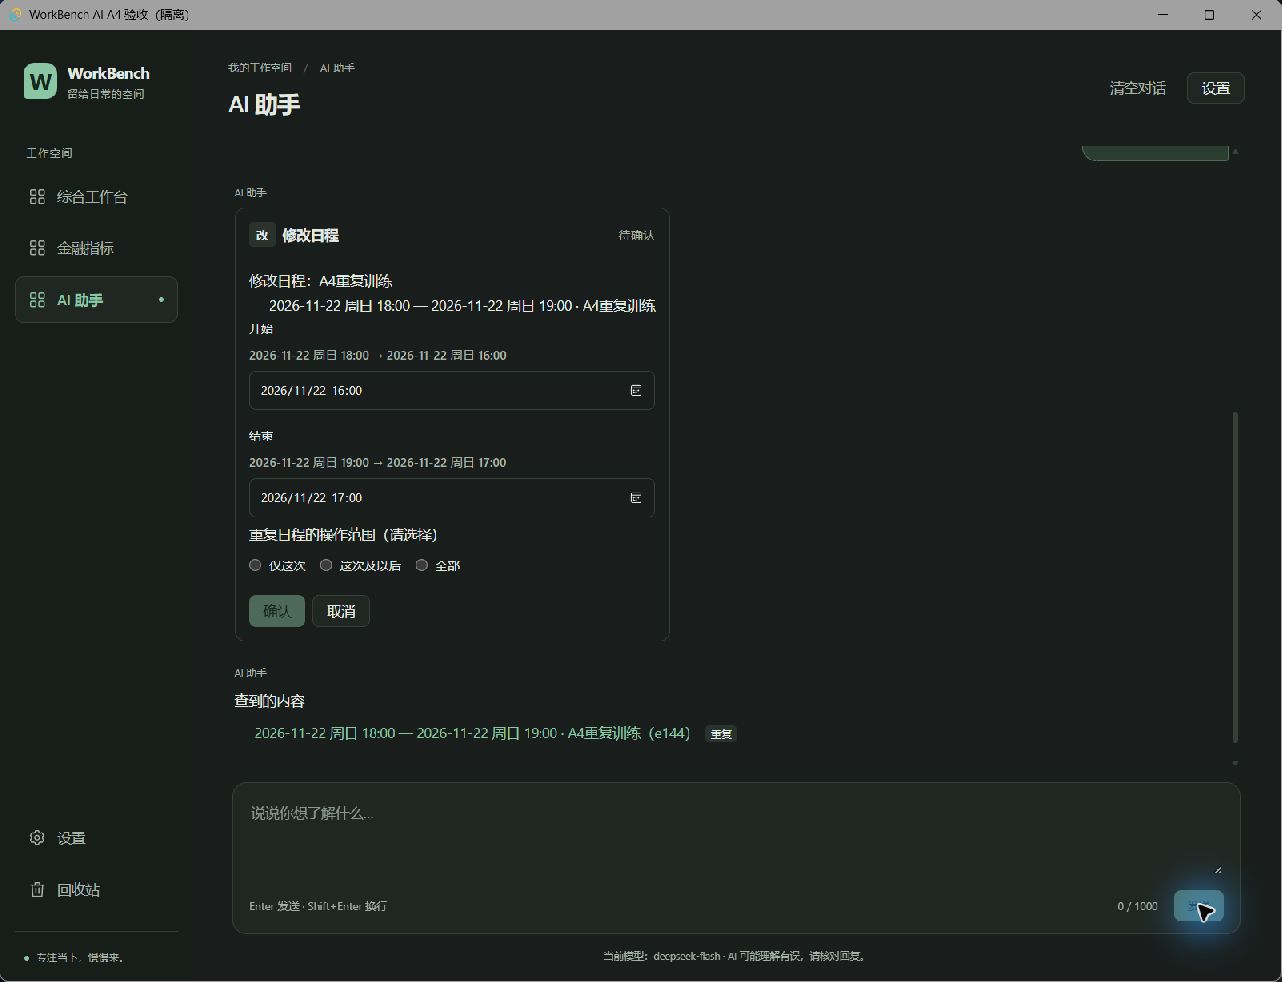 WorkBench AI A4 验收（隔离）
W
WorkBench
留给日常的空间
工作空间
综合工作台
金融指标
AI 助手
设置
回收站
专注当下，慢慢来。
我的工作空间 / AI 助手
AI 助手
清空对话
设置
AI 助手
改 修改日程
待确认
修改日程：A4重复训练
2026-11-22 周日 18:00 — 2026-11-22 周日 19:00 · A4重复训练
开始
2026-11-22 周日 18:00 → 2026-11-22 周日 16:00
2026/11/22 16:00
结束
2026-11-22 周日 19:00 → 2026-11-22 周日 17:00
2026/11/22 17:00
重复日程的操作范围（请选择）
仅这次 这次及以后 全部
确认 取消
AI 助手
查到的内容
2026-11-22 周日 18:00 — 2026-11-22 周日 19:00 · A4重复训练（e144） 重复
说说你想了解什么...
Enter 发送 · Shift+Enter 换行
0 / 1000
当前模型：deepseek-flash · AI 可能理解有误，请核对回复。